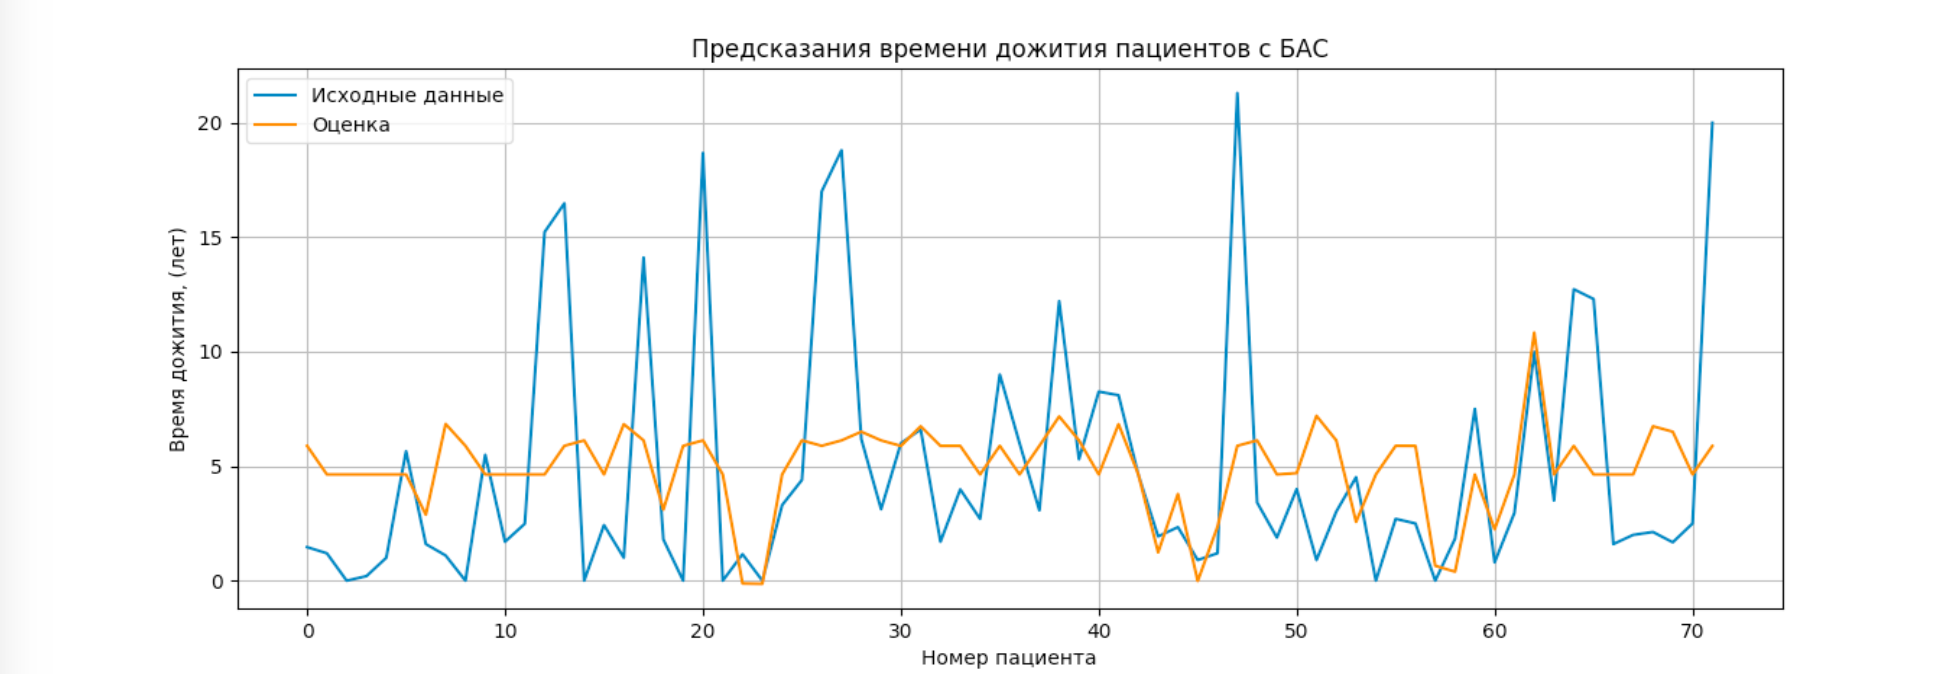 Предсказания времени дожития пациентов с БАС
Исходные данные
Оценка
Время дожития, (лет)
20
15
10
5
0
0 10 20 30 40 50 60 70
Номер пациента